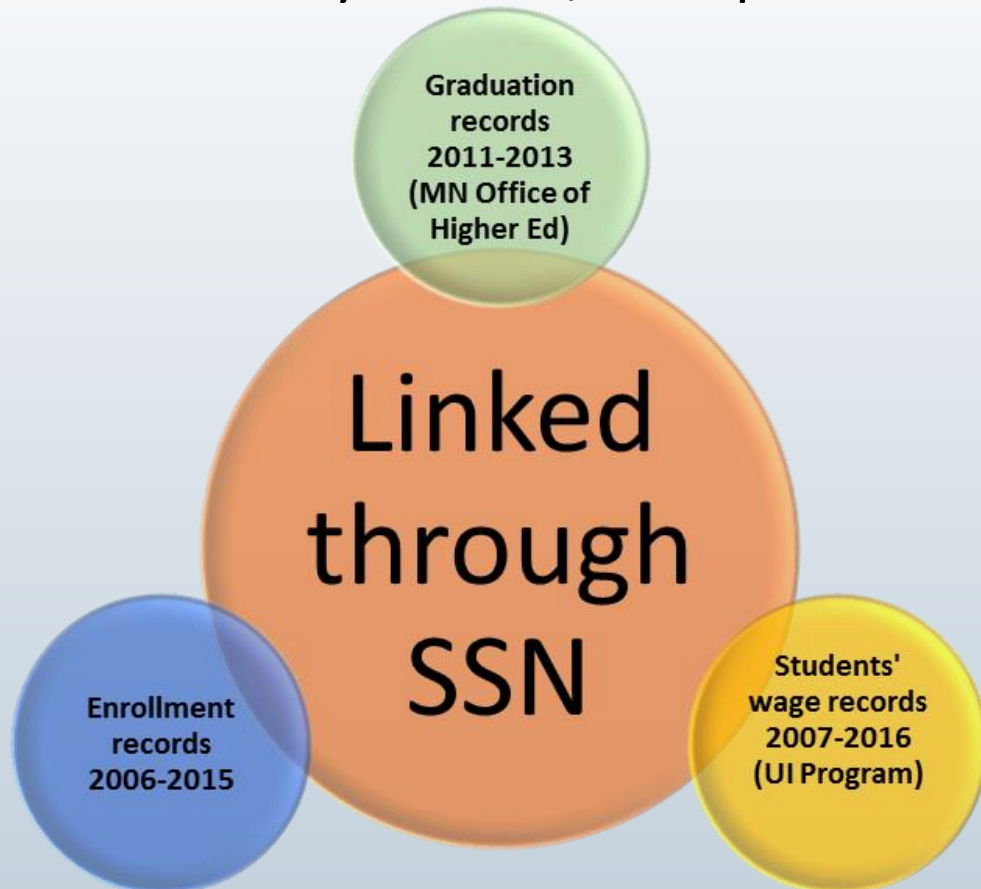 Graduation
records
2011-2013
(MN Office of
Higher Ed)
Linked
through
SSN
Enrollment
records
2006-2015
Students'
wage records
2007-2016
(UI Program)